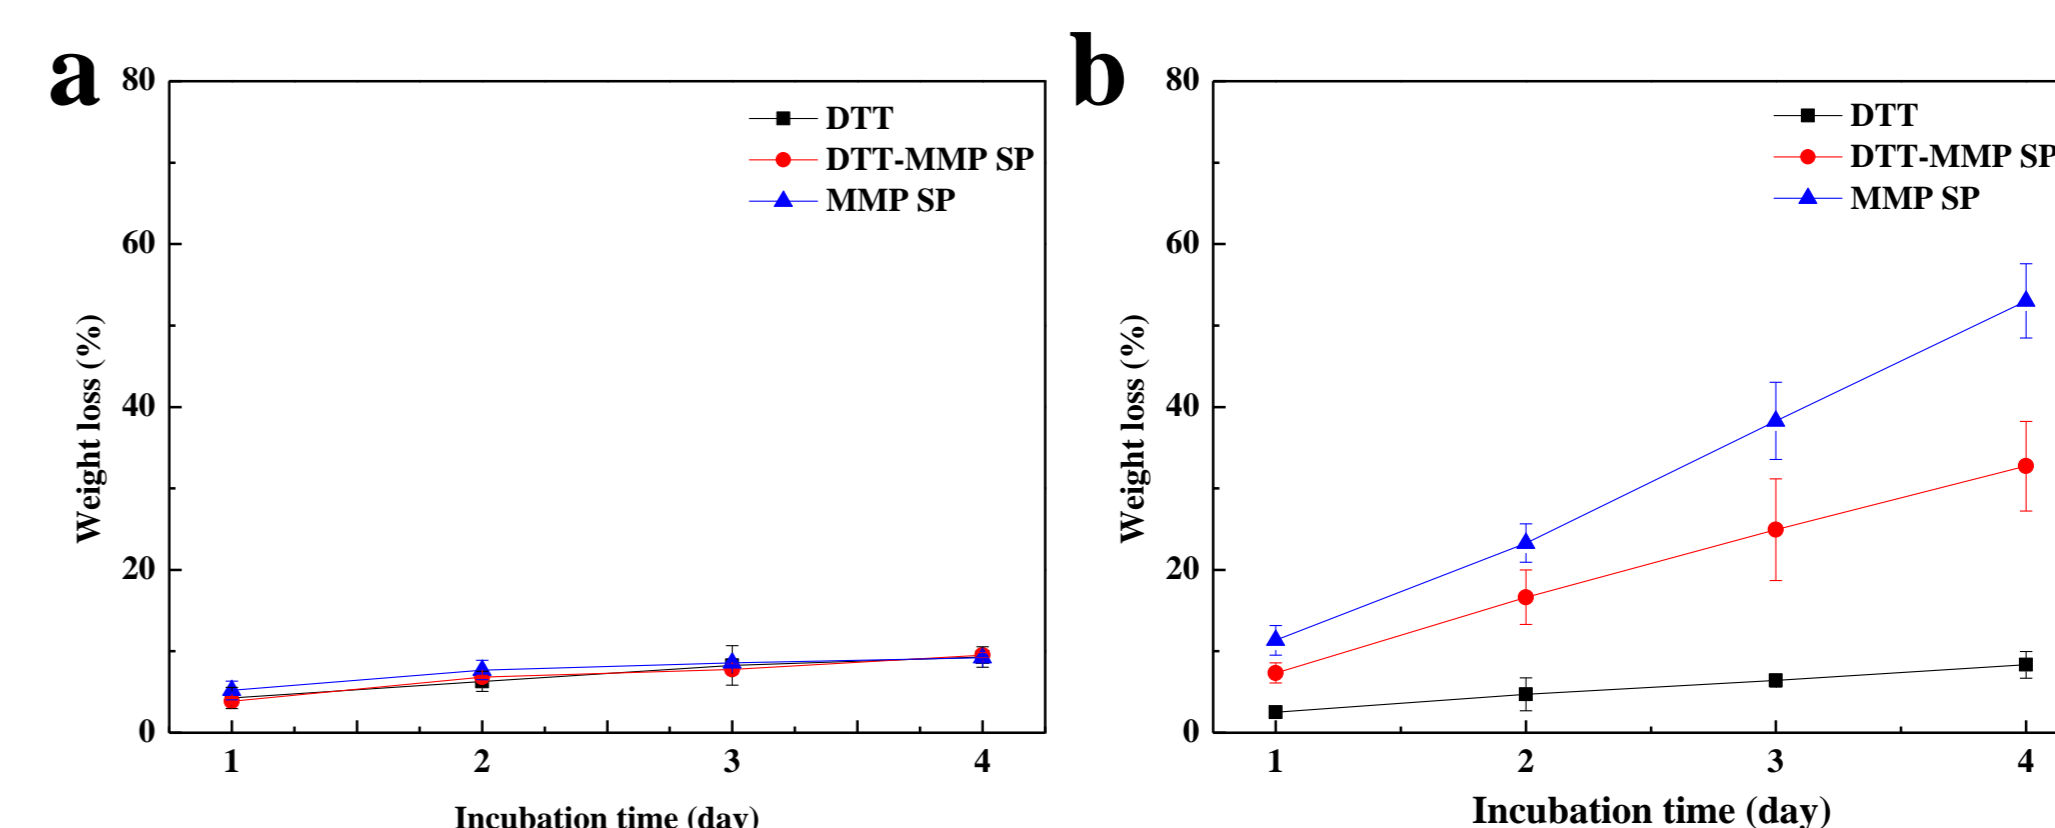 a
80
60
40
20
0
Weight loss (%)
DTT
DTT-MMP SP
MMP SP
1 2 3 4
Incubation time (day)
b
80
60
40
20
0
Weight loss (%)
DTT
DTT-MMP SP
MMP SP
1 2 3 4
Incubation time (day)